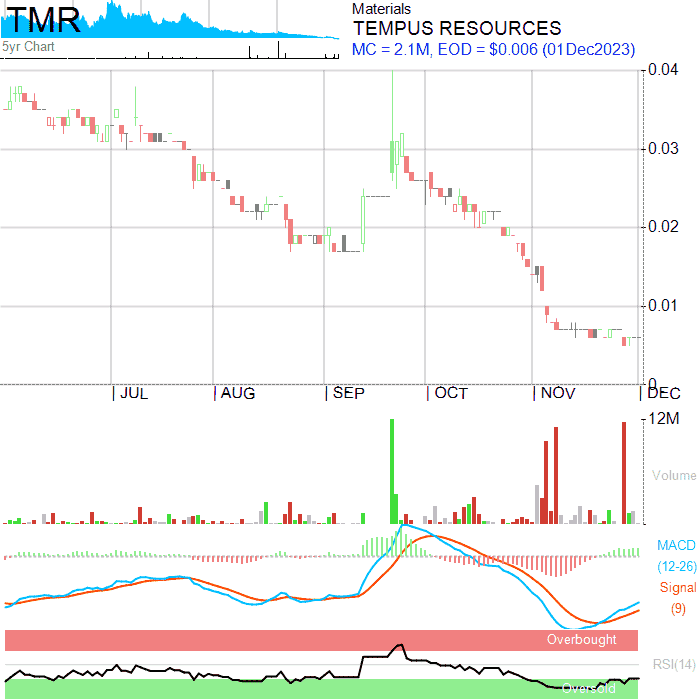 TMR
5yr Chart
Materials
TEMPUS RESOURCES
MC = 2.1M, EOD = $0.006 (01Dec2023)
0.04
0.03
0.02
0.01
0
JUL AUG SEP OCT NOV DEC
12M
Volume
MACD
(12-26)
Signal
(9)
Overbought
RSI(14)
Oversold